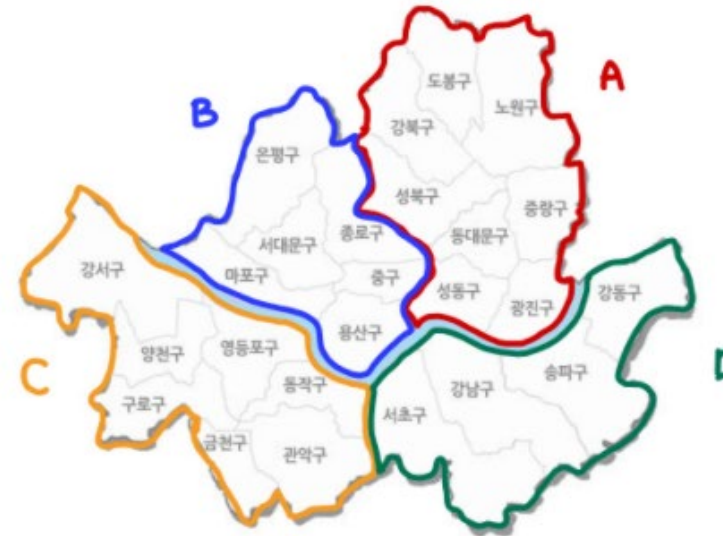 도봉구
노원구
A
B
강북구
은평구
성북구
중랑구
종로구
동대문구
서대문구
강서구
마포구
중구
성동구
광진구
강동구
용산구
영등포구
양천구
C
송파구
D
동작구
강남구
구로구
서초구
금천구
관악구